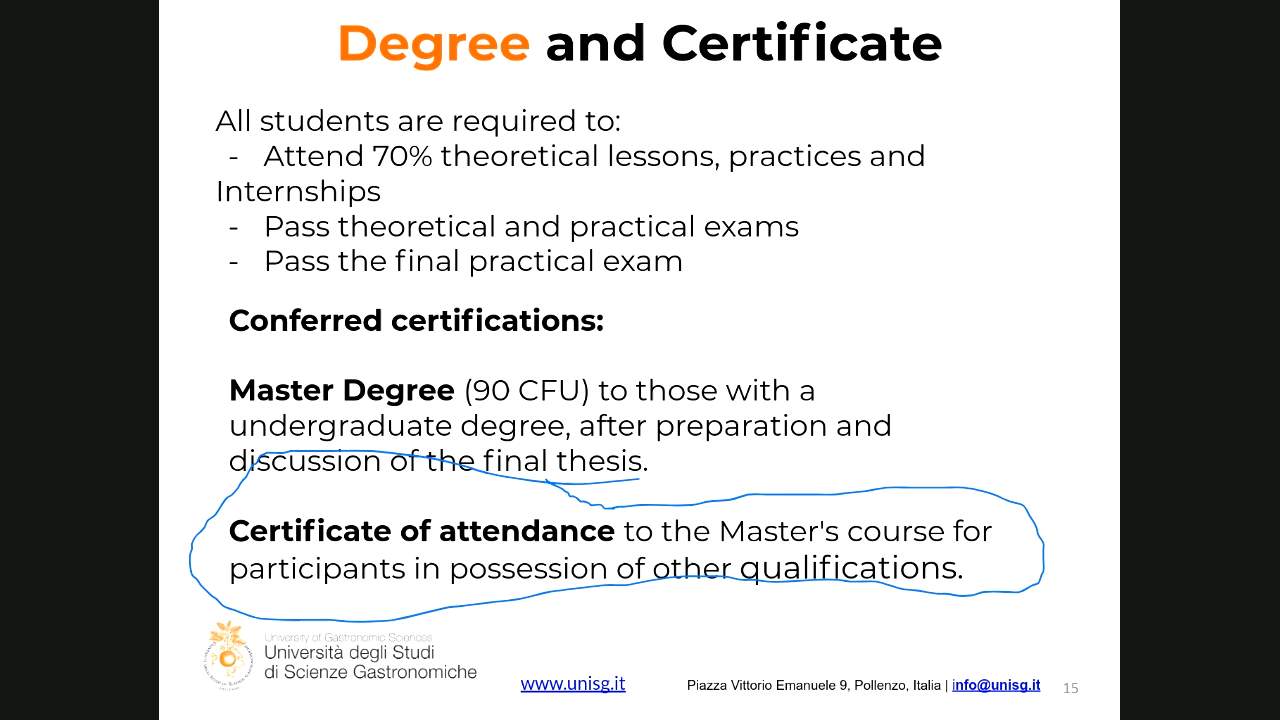 Degree and Certificate
All students are required to:
- Attend 70% theoretical lessons, practices and
Internships
- Pass theoretical and practical exams
- Pass the final practical exam
Conferred certifications:
Master Degree (90 CFU) to those with a
undergraduate degree, after preparation and
discussion of the final thesis.
Certificate of attendance to the Master's course for
participants in possession of other qualifications.
University of Gastronomic Sciences
Università degli Studi
di Scienze Gastronomiche
www.unisg.it
Piazza Vittorio Emanuele 9, Pollenzo, Italia | info@unisg.it
15